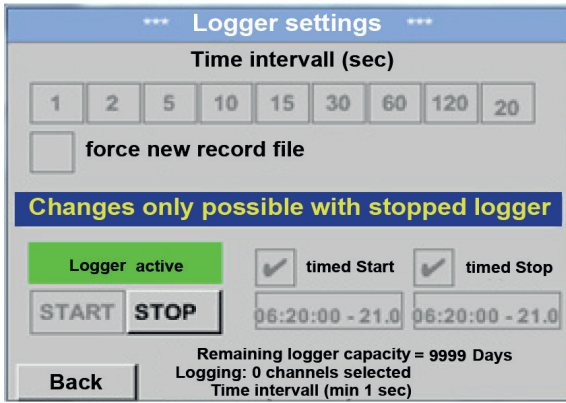 *** Logger settings ***
Time intervall (sec)
1 2 5 10 15 30 60 120 20
force new record file
Changes only possible with stopped logger
Logger active
✔ timed Start ✔ timed Stop
START STOP 06:20:00 - 21.0 06:20:00 - 21.0
Remaining logger capacity = 9999 Days
Logging: 0 channels selected
Back
Time intervall (min 1 sec)